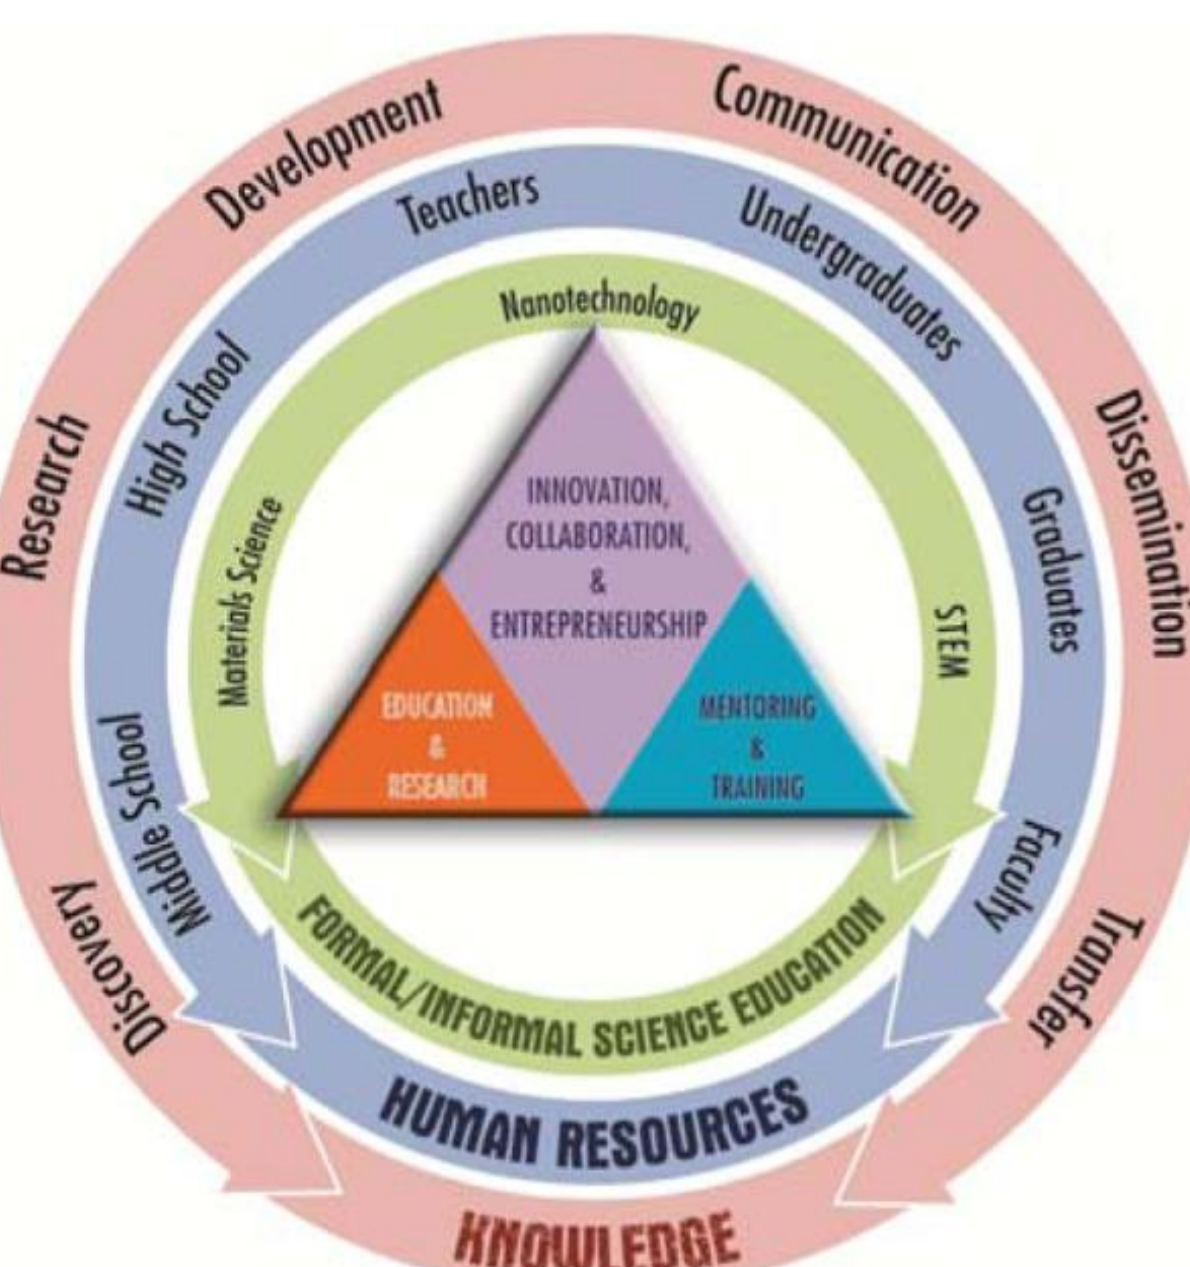 Discovery
Research
Development
Communication
Dissemination
Transfer
KNOWLEDGE
Middle School
High School
Teachers
Undergraduates
Graduates
Faculty
HUMAN RESOURCES
Materials Science
Nanotechnology
STEM
FORMAL/INFORMAL SCIENCE EDUCATION
INNOVATION,
COLLABORATION,
&
ENTREPRENEURSHIP
EDUCATION
&
RESEARCH
MENTORING
&
TRAINING